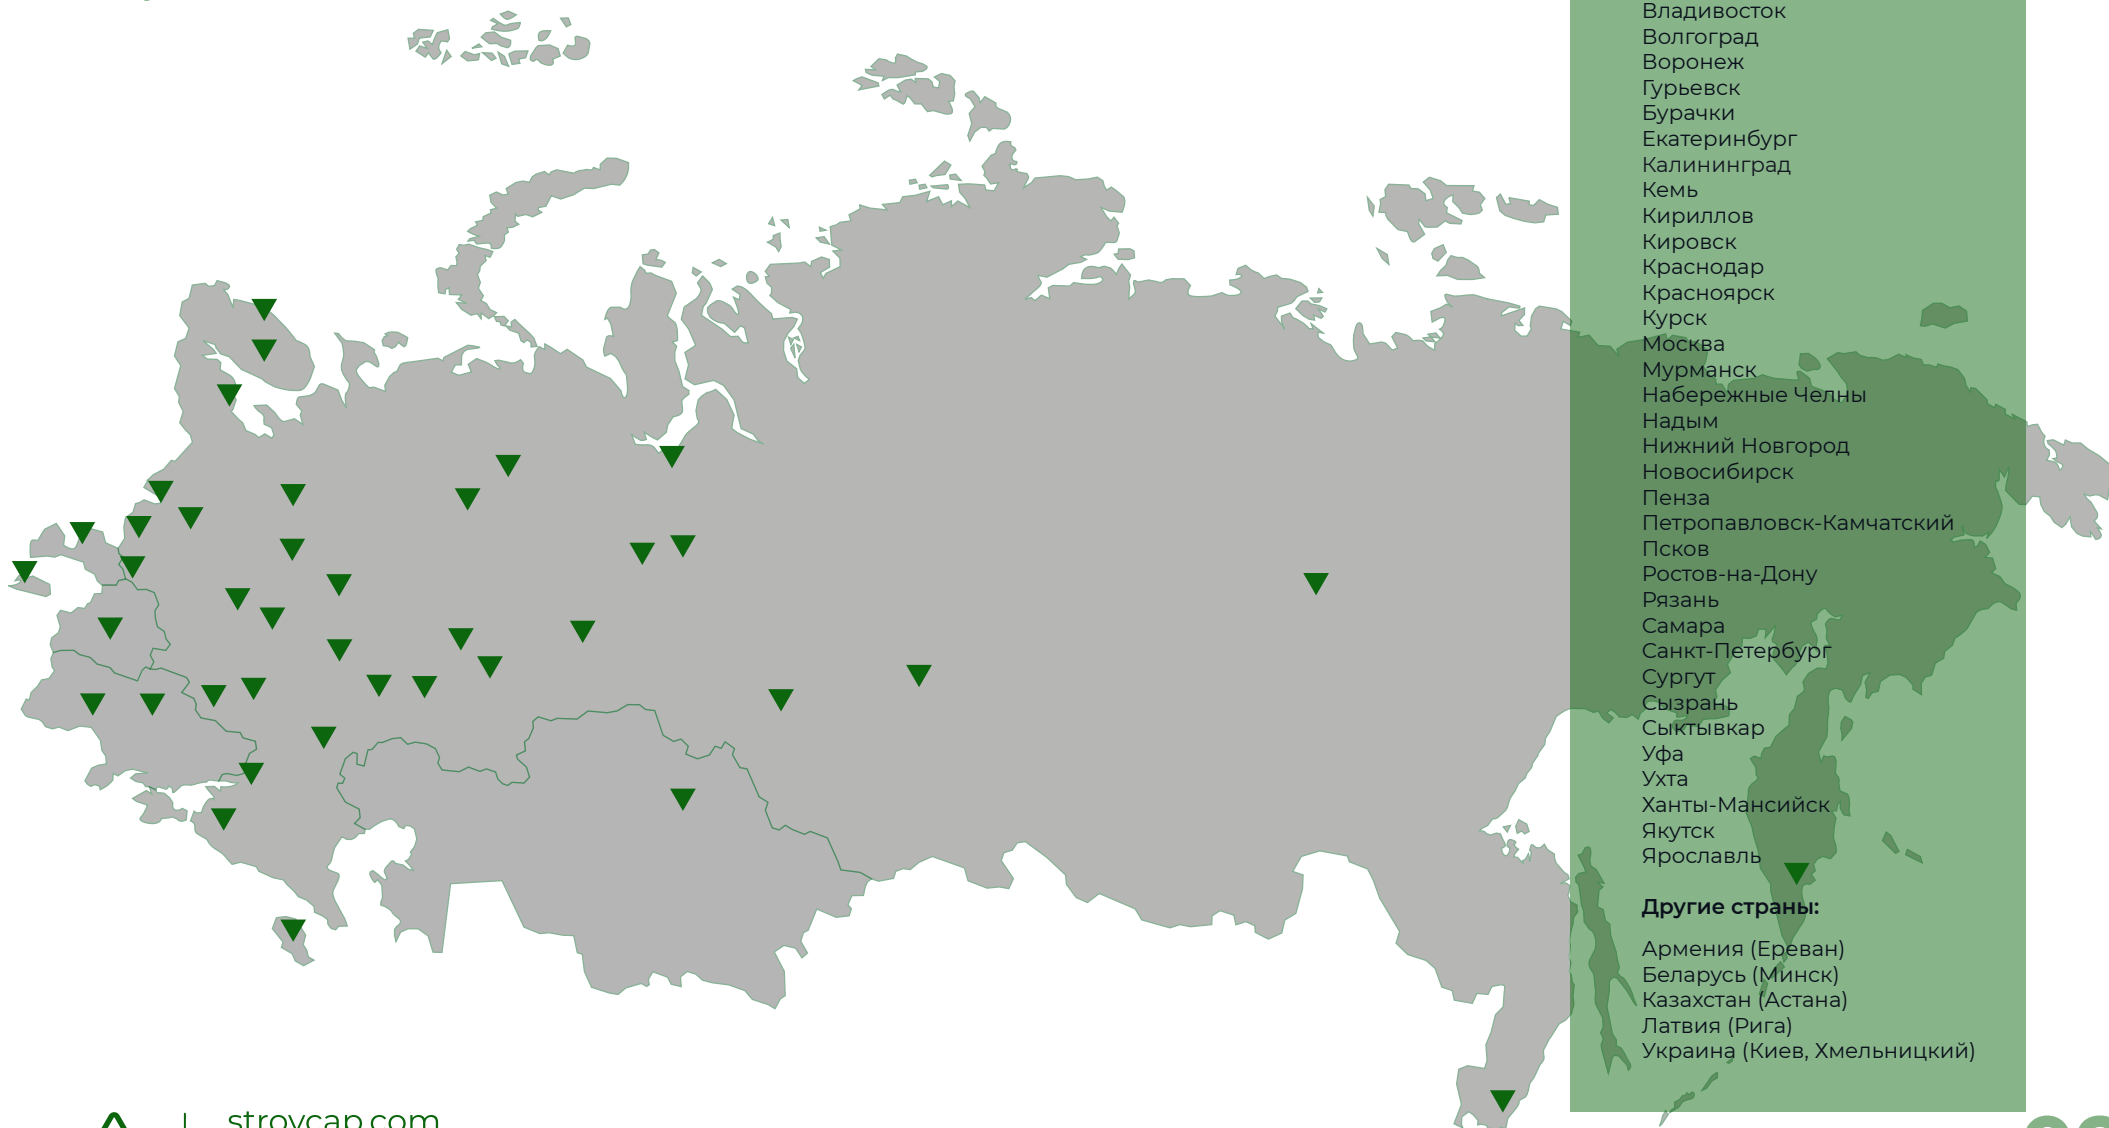 Владивосток
Волгоград
Воронеж
Гурьевск
Бурачки
Екатеринбург
Калининград
Кемь
Кириллов
Кировск
Краснодар
Красноярск
Курск
Москва
Мурманск
Набережные Челны
Надым
Нижний Новгород
Новосибирск
Пенза
Петропавловск-Камчатский
Псков
Ростов-на-Дону
Рязань
Самара
Санкт-Петербург
Сургут
Сызрань
Сыктывкар
Уфа
Ухта
Ханты-Мансийск
Якутск
Ярославль
Другие страны:
Армения (Ереван)
Беларусь (Минск)
Казахстан (Астана)
Латвия (Рига)
Украина (Киев, Хмельницкий)
stroycap.com